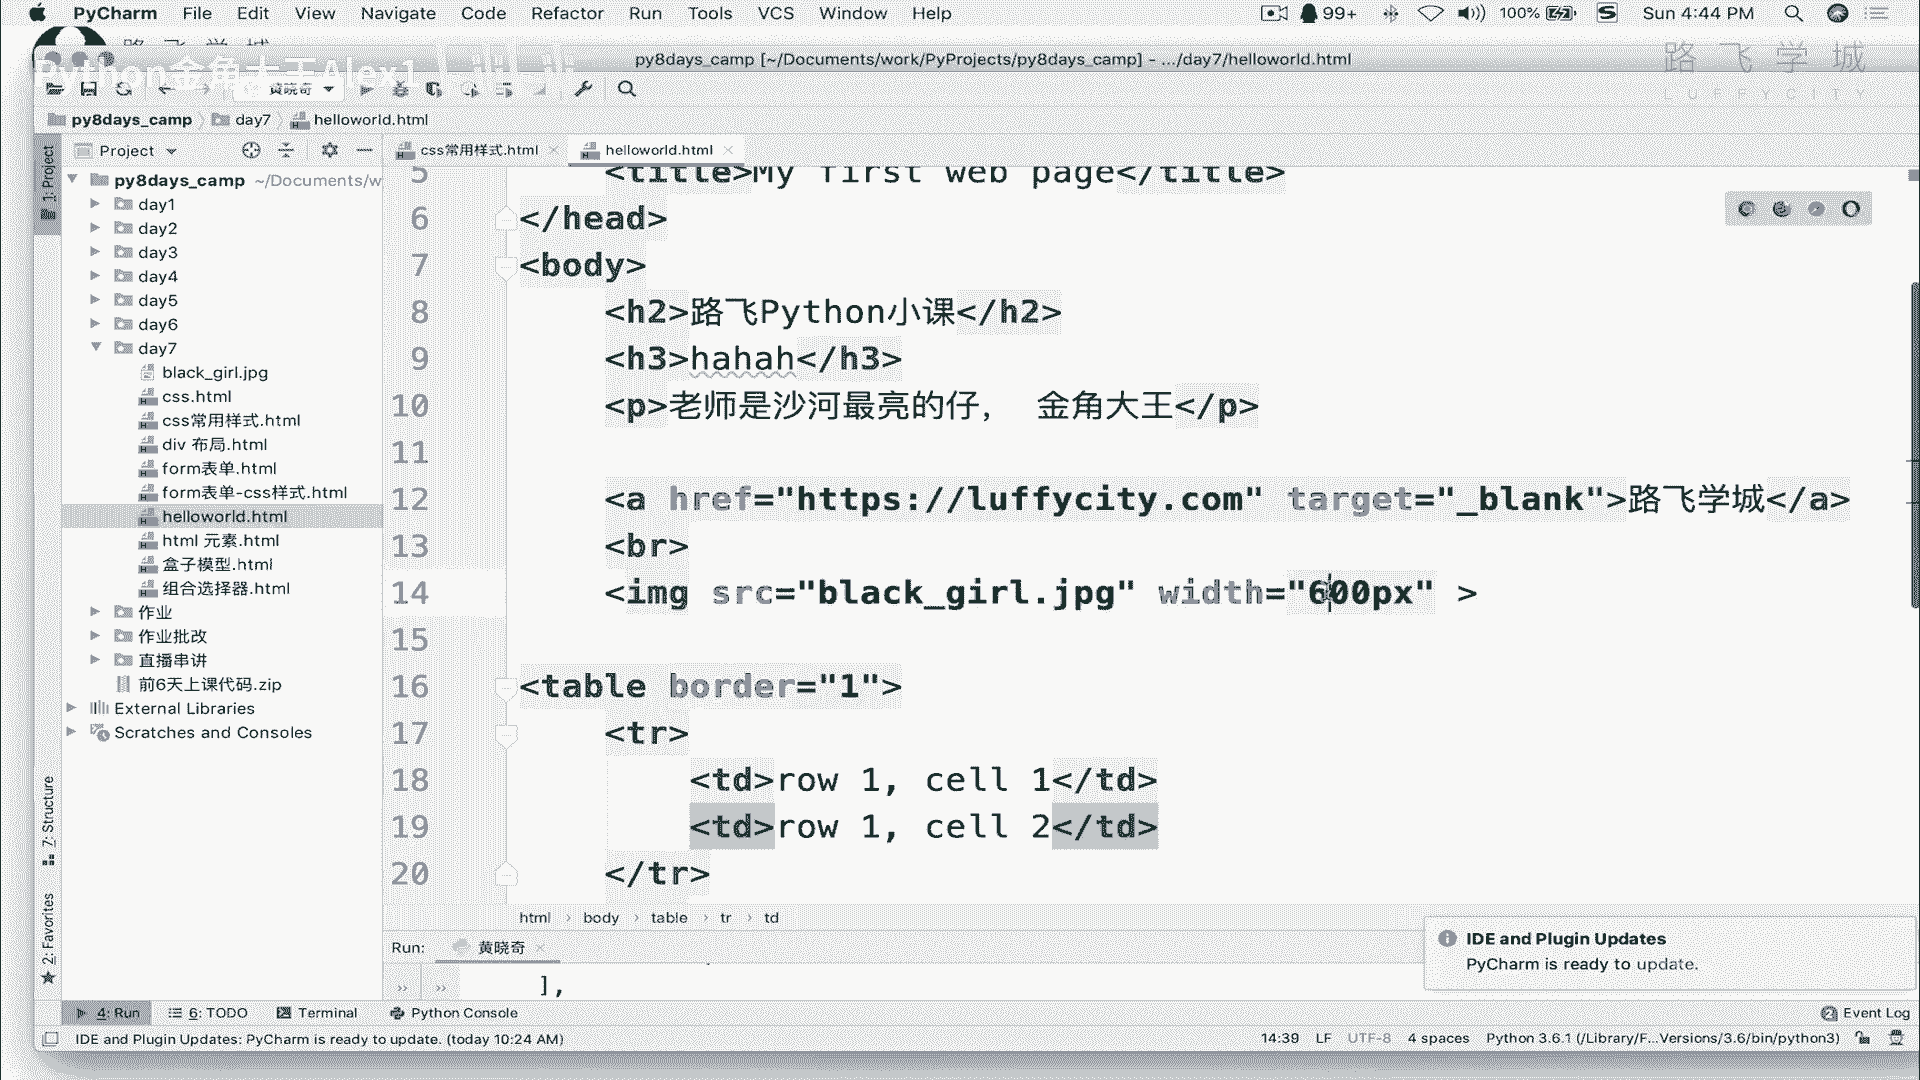 PyCharm File Edit View Navigate Code Refactor Run Tools VCS Window Help 99+ 100% Sun 4:44 PM
路飞学城
Python金角大王Alex1
py8days_camp [~/Documents/work/PyProjects/py8days_camp] - .../day7/helloworld.html
路飞学城
LUFFYCITY
黄晓奇
py8days_camp day7 helloworld.html
1: Project
Project
css常用样式.html
helloworld.html
py8days_camp ~/Documents/w
day1
day2
day3
day4
day5
day6
day7
black_girl.jpg
css.html
css常用样式.html
div 布局.html
form表单.html
form表单-css样式.html
helloworld.html
html 元素.html
盒子模型.html
组合选择器.html
作业
作业批改
直播串讲
前6天上课代码.zip
External Libraries
Scratches and Consoles
7: Structure
2: Favorites
5 <title>My first web page</title>
6 </head>
7 <body>
8 <h2>路飞Python小课</h2>
9 <h3>hahah</h3>
10 <p>老师是沙河最亮的仔, 金角大王</p>
11
12 <a href="https://luffycity.com" target="_blank">路飞学城</a>
13 <br>
14 <img src="black_girl.jpg" width="600px" >
15
16 <table border="1">
17 <tr>
18 <td>row 1, cell 1</td>
19 <td>row 1, cell 2</td>
20 </tr>
html › body › table › tr › td
Run: 黄晓奇
],
IDE and Plugin Updates
PyCharm is ready to update.
4: Run 6: TODO Terminal Python Console Event Log
IDE and Plugin Updates: PyCharm is ready to update. (today 10:24 AM) 14:39 LF UTF-8 4 spaces Python 3.6.1 (/Library/F...Versions/3.6/bin/python3)